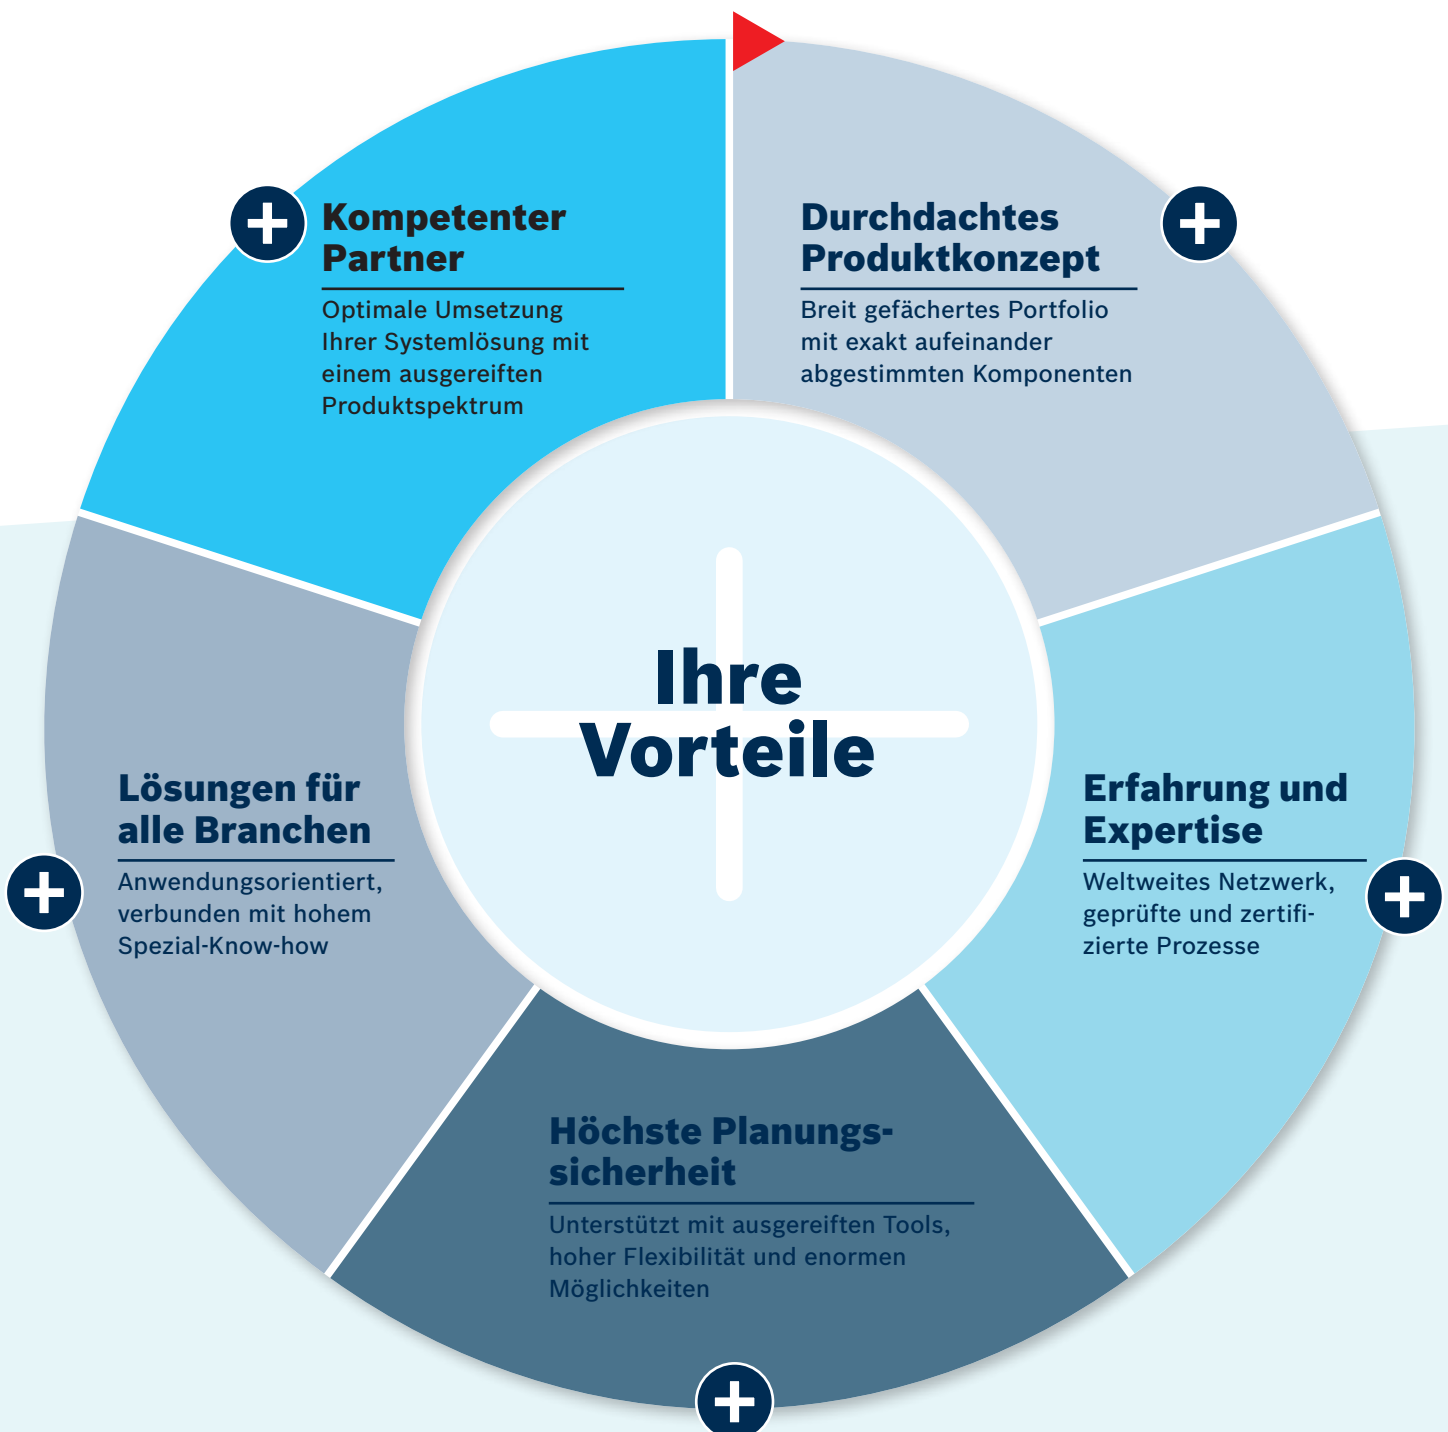 Durchdachtes
Produktkonzept
Breit gefächertes Portfolio
mit exakt aufeinander
abgestimmten Komponenten
Erfahrung und
Expertise
Weltweites Netzwerk,
geprüfte und zertifi-
zierte Prozesse
Höchste Planungs-
sicherheit
Unterstützt mit ausgereiften Tools,
hoher Flexibilität und enormen
Möglichkeiten
Lösungen für
alle Branchen
Anwendungsorientiert,
verbunden mit hohem
Spezial-Know-how
Kompetenter
Partner
Optimale Umsetzung
Ihrer Systemlösung mit
einem ausgereiften
Produktspektrum
Ihre
Vorteile